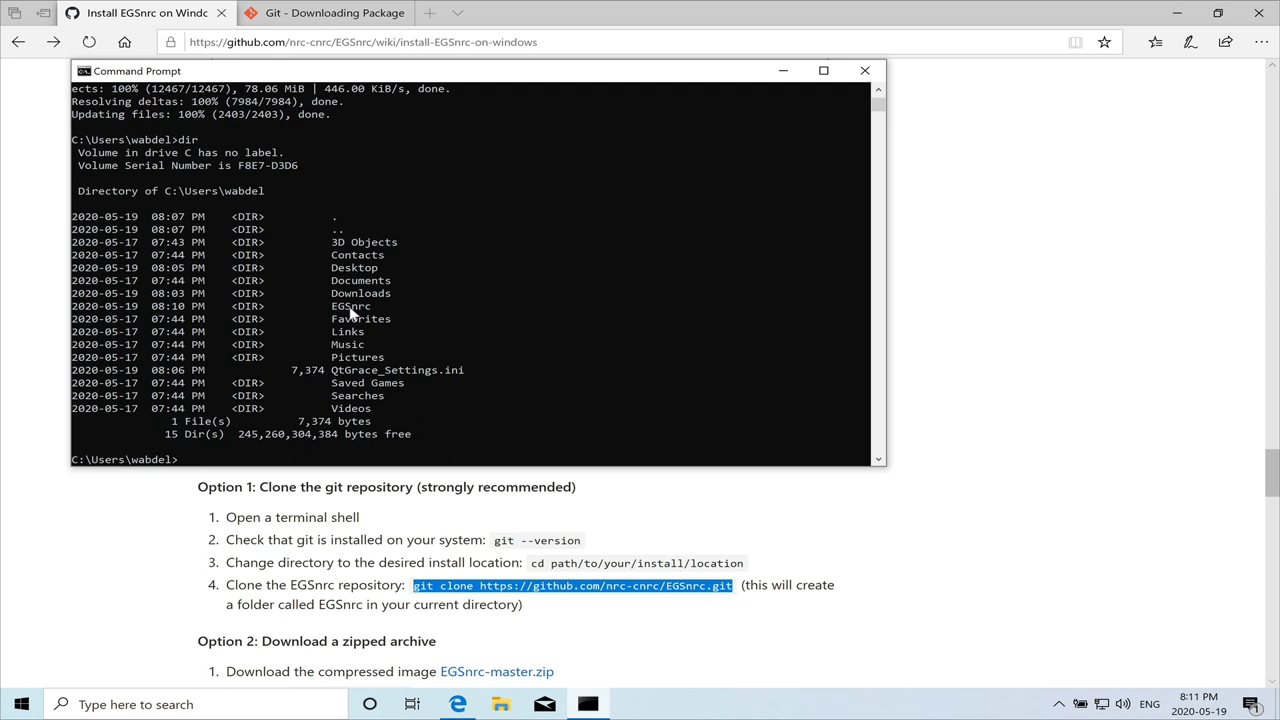 Install EGSnrc on Windo
Git - Downloading Package
https://github.com/nrc-cnrc/EGSnrc/wiki/install-EGSnrc-on-windows
Command Prompt
ects: 100% (12467/12467), 78.06 MiB | 446.00 KiB/s, done.
Resolving deltas: 100% (7984/7984), done.
Updating files: 100% (2403/2403), done.
C:\Users\wabdel>dir
Volume in drive C has no label.
Volume Serial Number is F8E7-D3D6
Directory of C:\Users\wabdel
2020-05-19  08:07 PM    <DIR>          .
2020-05-19  08:07 PM    <DIR>          ..
2020-05-17  07:43 PM    <DIR>          3D Objects
2020-05-17  07:44 PM    <DIR>          Contacts
2020-05-19  08:05 PM    <DIR>          Desktop
2020-05-17  07:44 PM    <DIR>          Documents
2020-05-19  08:03 PM    <DIR>          Downloads
2020-05-19  08:10 PM    <DIR>          EGSnrc
2020-05-17  07:44 PM    <DIR>          Favorites
2020-05-17  07:44 PM    <DIR>          Links
2020-05-17  07:44 PM    <DIR>          Music
2020-05-17  07:44 PM    <DIR>          Pictures
2020-05-19  08:06 PM             7,374 QtGrace_Settings.ini
2020-05-17  07:44 PM    <DIR>          Saved Games
2020-05-17  07:44 PM    <DIR>          Searches
2020-05-17  07:44 PM    <DIR>          Videos
1 File(s)          7,374 bytes
15 Dir(s)  245,260,304,384 bytes free
C:\Users\wabdel>
Option 1: Clone the git repository (strongly recommended)
1. Open a terminal shell
2. Check that git is installed on your system: git --version
3. Change directory to the desired install location: cd path/to/your/install/location
4. Clone the EGSnrc repository: git clone https://github.com/nrc-cnrc/EGSnrc.git (this will create
a folder called EGSnrc in your current directory)
Option 2: Download a zipped archive
1. Download the compressed image EGSnrc-master.zip
Type here to search
ENG
8:11 PM
2020-05-19
1